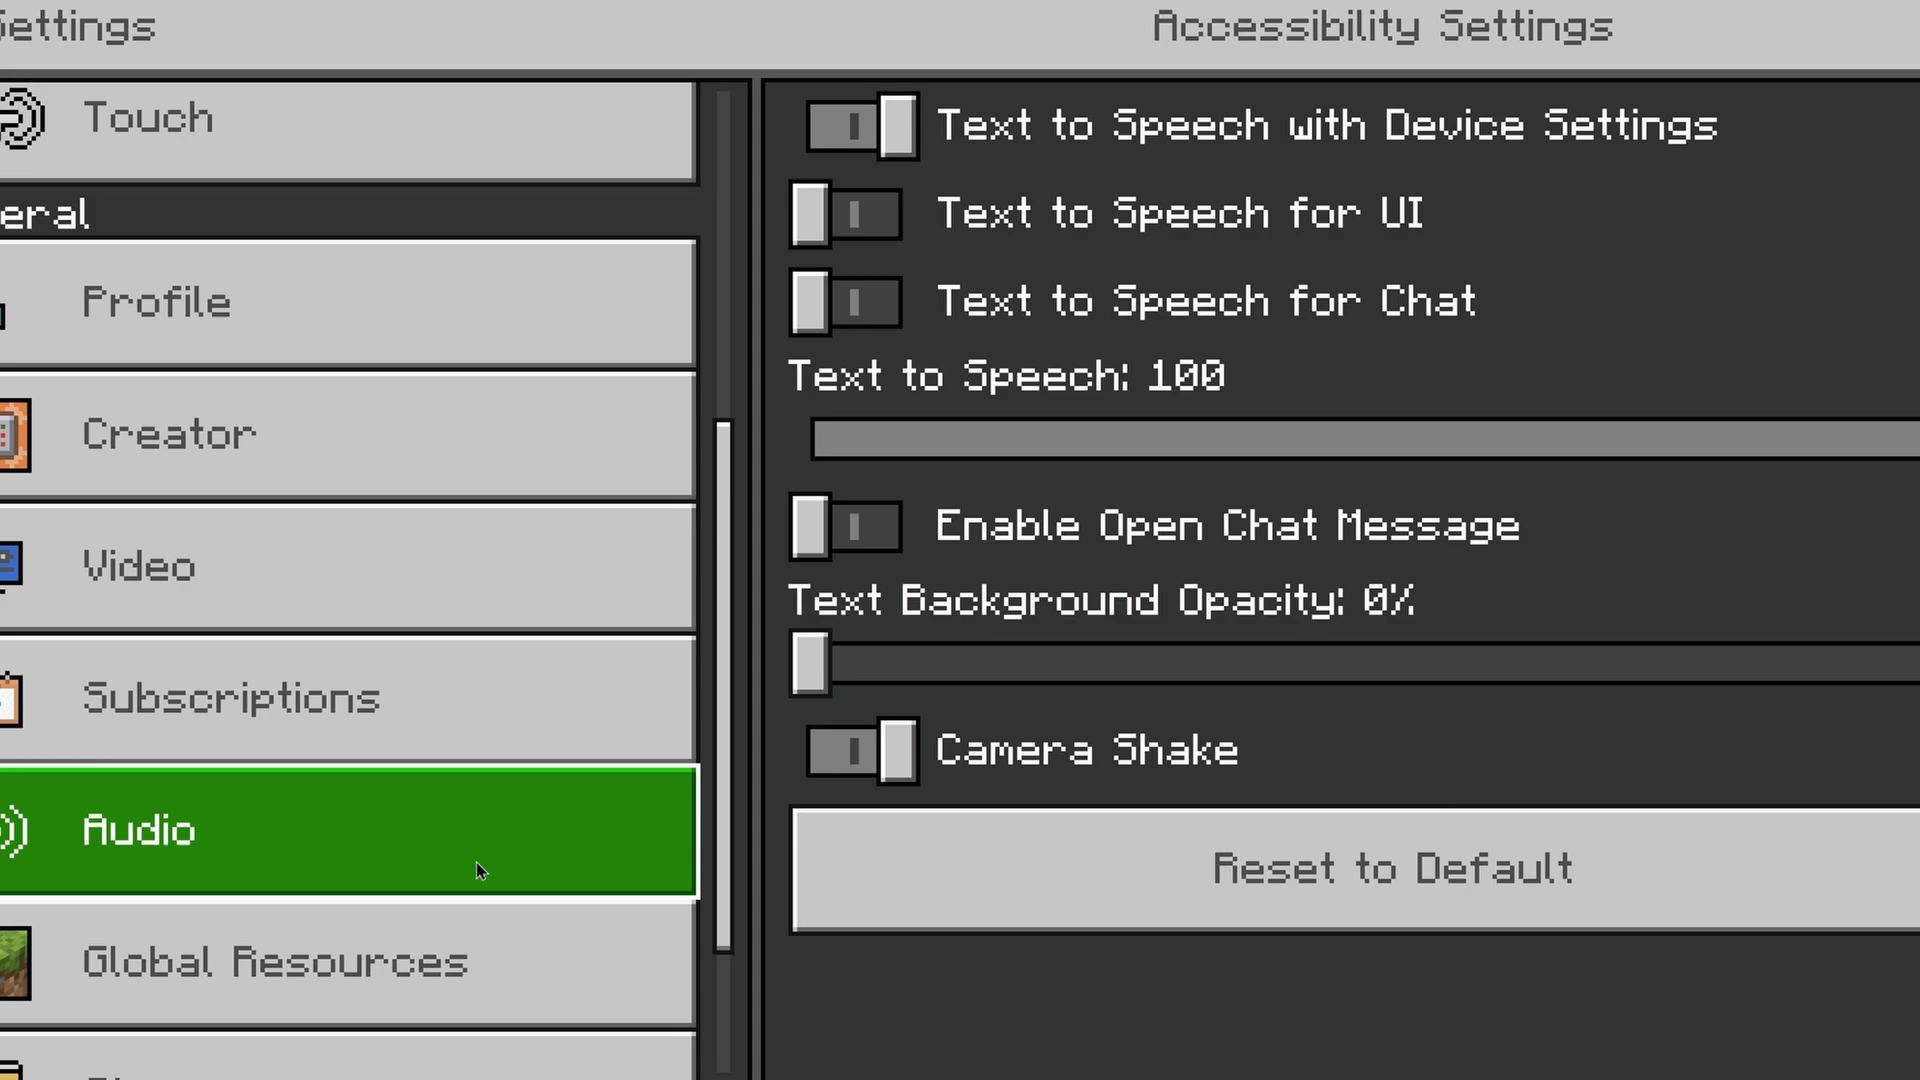 Settings
Accessibility Settings
Touch
eral
Profile
Creator
Video
Subscriptions
Audio
Global Resources
Text to Speech with Device Settings
Text to Speech for UI
Text to Speech for Chat
Text to Speech: 100
Enable Open Chat Message
Text Background Opacity: 0%
Camera Shake
Reset to Default